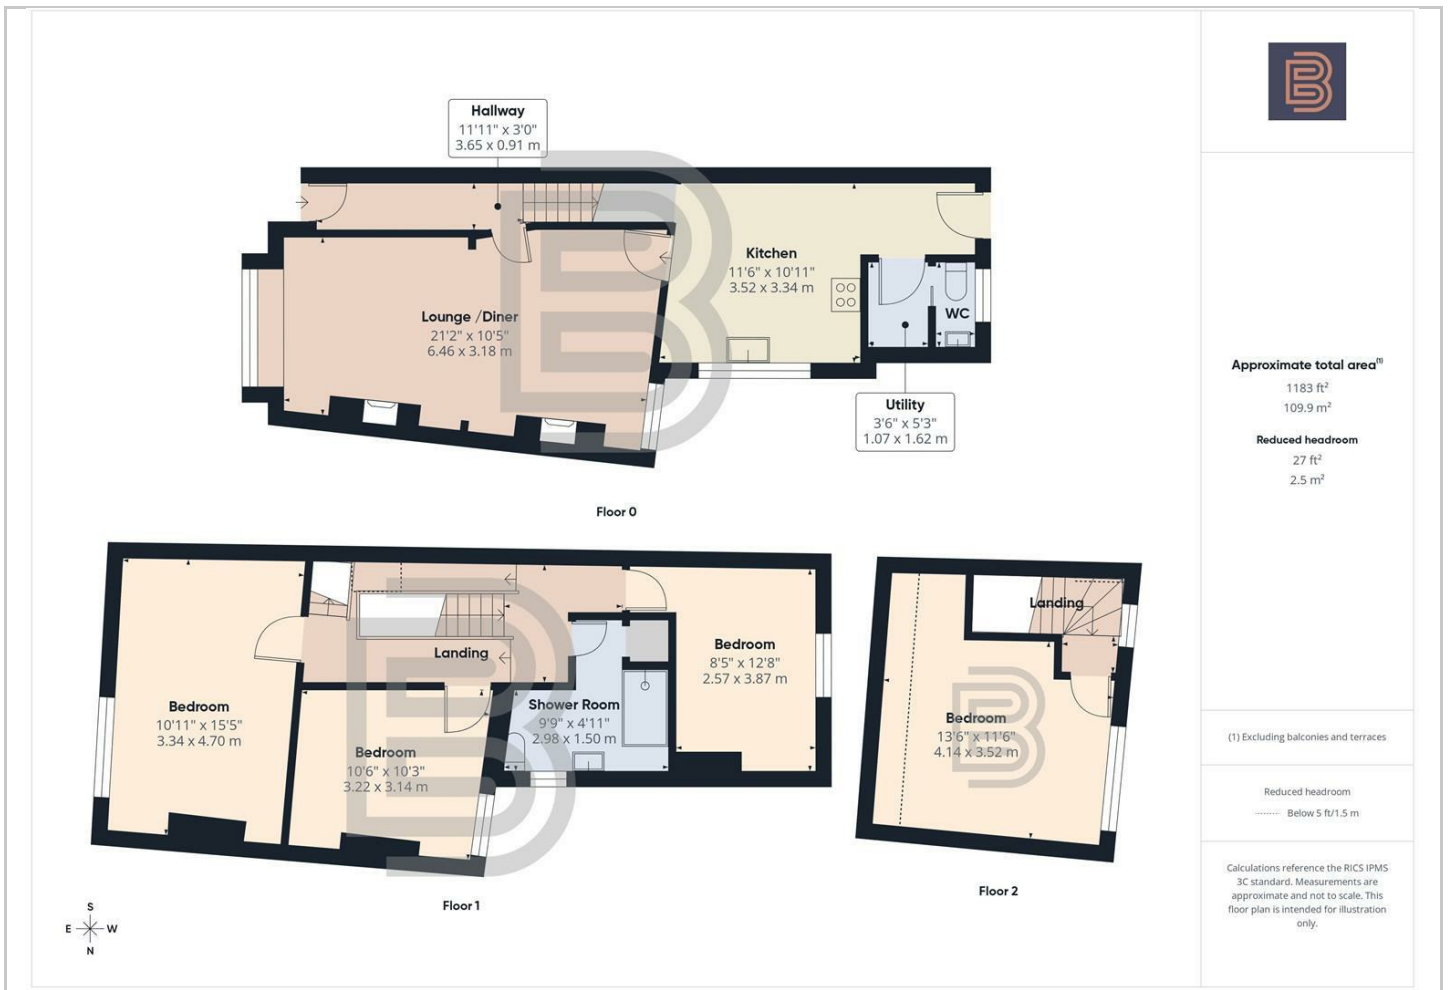 Hallway
11'11" x 3'0"
3.65 x 0.91 m
Kitchen
11'6" x 10'11"
3.52 x 3.34 m
Lounge /Diner
21'2" x 10'5"
6.46 x 3.18 m
WC
Utility
3'6" x 5'3"
1.07 x 1.62 m
Floor 0
Bedroom
10'11" x 15'5"
3.34 x 4.70 m
Landing
Bedroom
10'6" x 10'3"
3.22 x 3.14 m
Shower Room
9'9" x 4'11"
2.98 x 1.50 m
Bedroom
8'5" x 12'8"
2.57 x 3.87 m
Floor 1
Landing
Bedroom
13'6" x 11'6"
4.14 x 3.52 m
Floor 2
S
E W
N
B
Approximate total area(1)
1183 ft²
109.9 m²
Reduced headroom
27 ft²
2.5 m²
(1) Excluding balconies and terraces
Reduced headroom
Below 5 ft/1.5 m
Calculations reference the RICS IPMS
3C standard. Measurements are
approximate and not to scale. This
floor plan is intended for illustration
only.